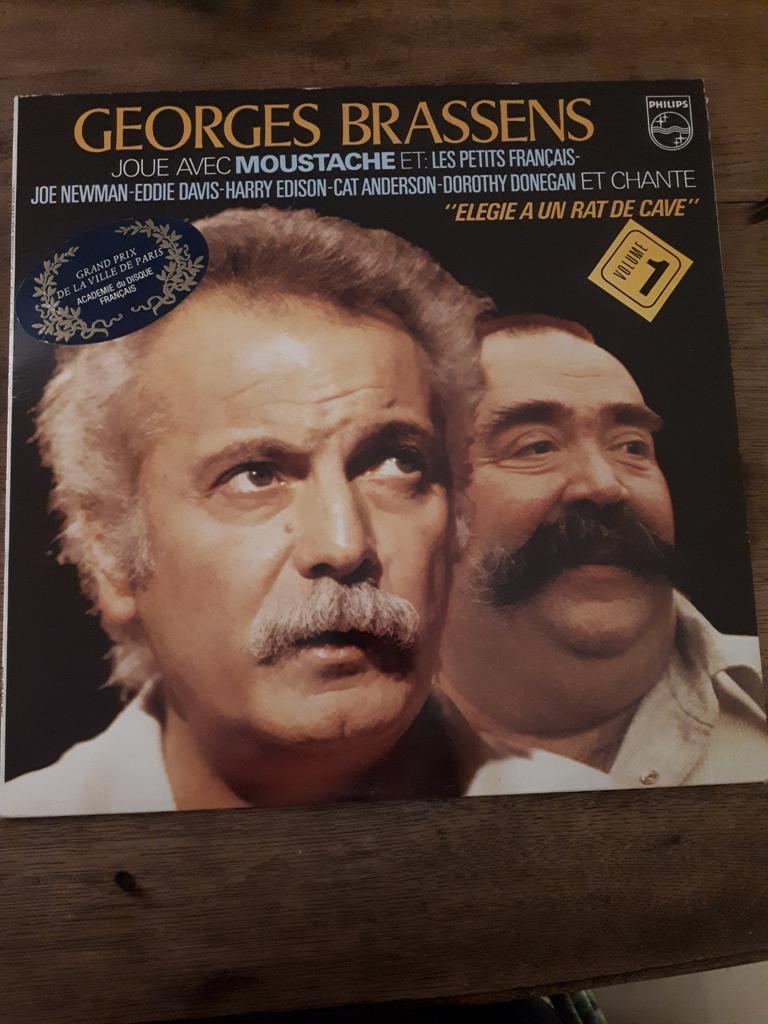 GEORGES BRASSENS
PHILIPS
JOUE AVEC MOUSTACHE ET: LES PETITS FRANÇAIS-
JOE NEWMAN-EDDIE DAVIS-HARRY EDISON-CAT ANDERSON-DOROTHY DONEGAN ET CHANTE
"ELEGIE A UN RAT DE CAVE"
GRAND PRIX
DE LA VILLE DE PARIS
ACADEMIE du DISQUE
FRANÇAIS
VOLUME
1